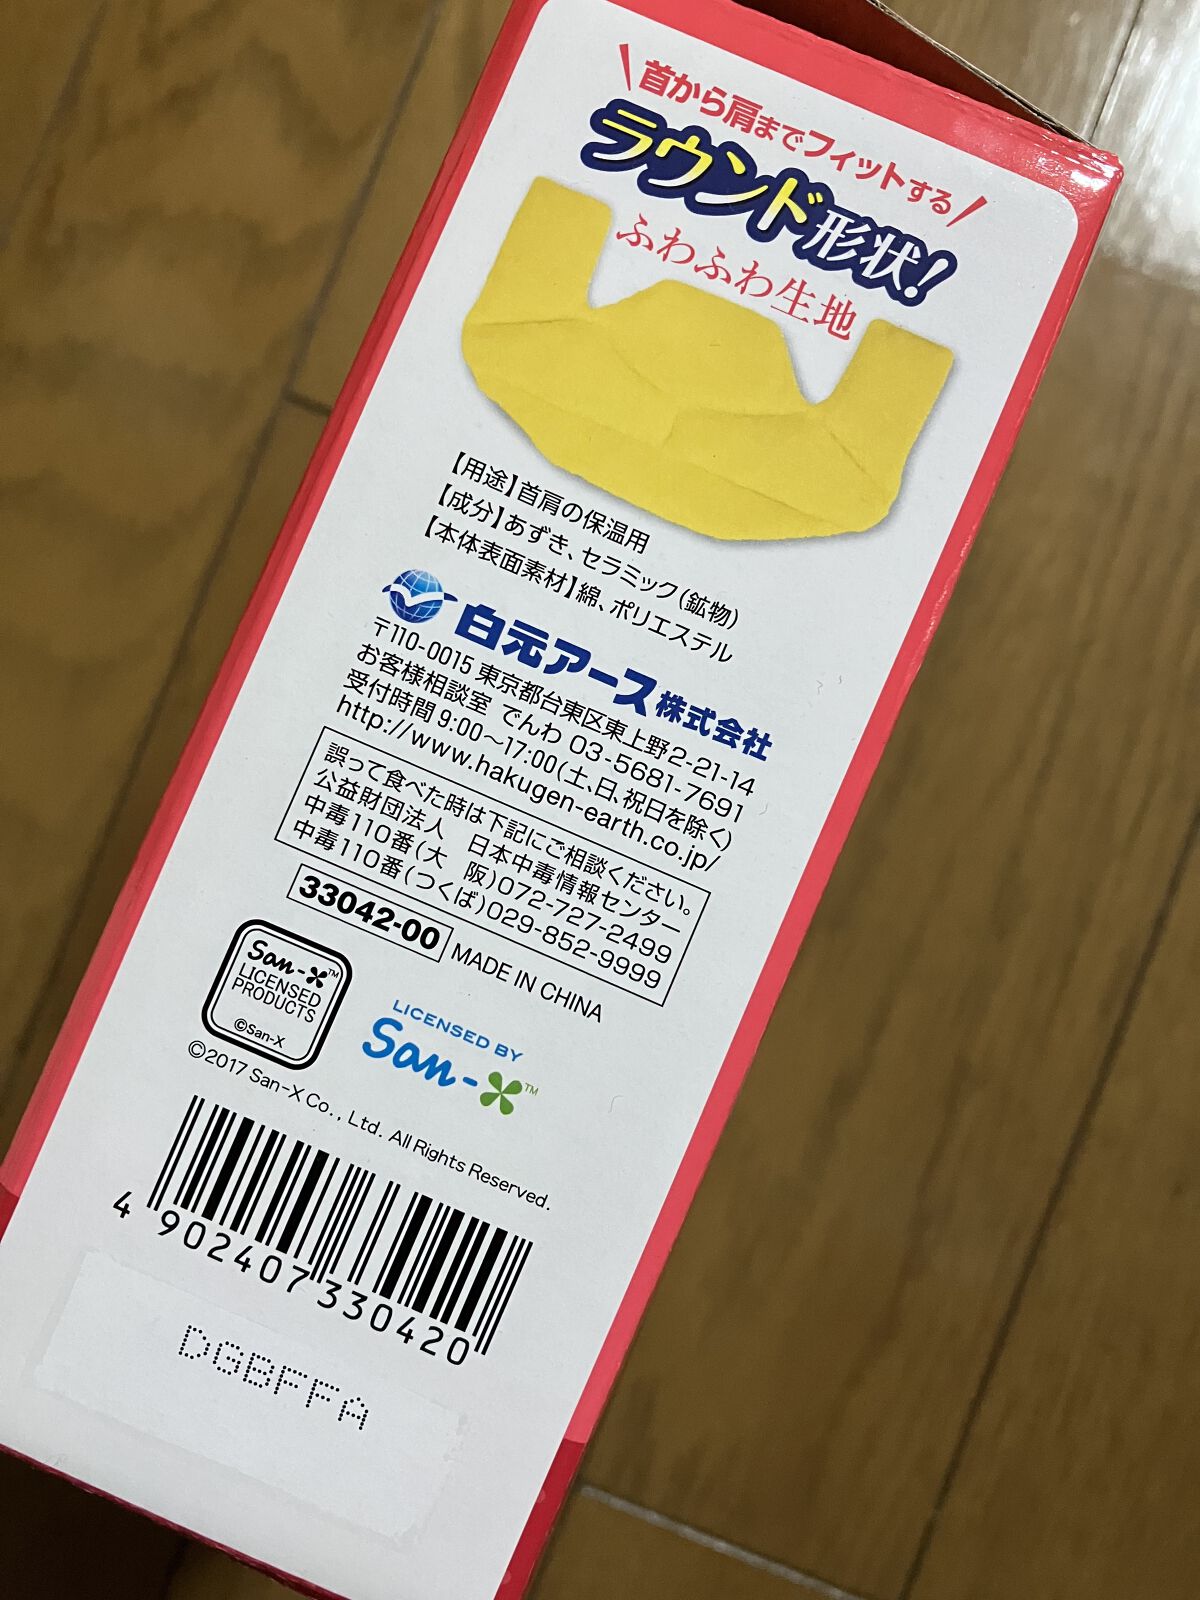 首から肩までフィットする
ラウンド形状!
ふわふわ生地
【用途】首肩の保温用
【成分】あずき、セラミック(鉱物)
【本体表面素材】綿、ポリエステル
白元アース株式会社
〒110-0015 東京都台東区東上野2-21-14
お客様相談室 でんわ 03-5681-7691
受付時間 9:00〜17:00(土、日、祝日を除く)
http://www.hakugen-earth.co.jp/
誤って食べた時は下記にご相談ください。
公益財団法人 日本中毒情報センター
中毒110番(大 阪)072-727-2499
中毒110番(つくば)029-852-9999
33042-00 MADE IN CHINA
San-X™
LICENSED
PRODUCTS
©San-X
LICENSED BY
San-X™
©2017 San-X Co., Ltd. All Rights Reserved.
4 902407 330420
DGBFFA